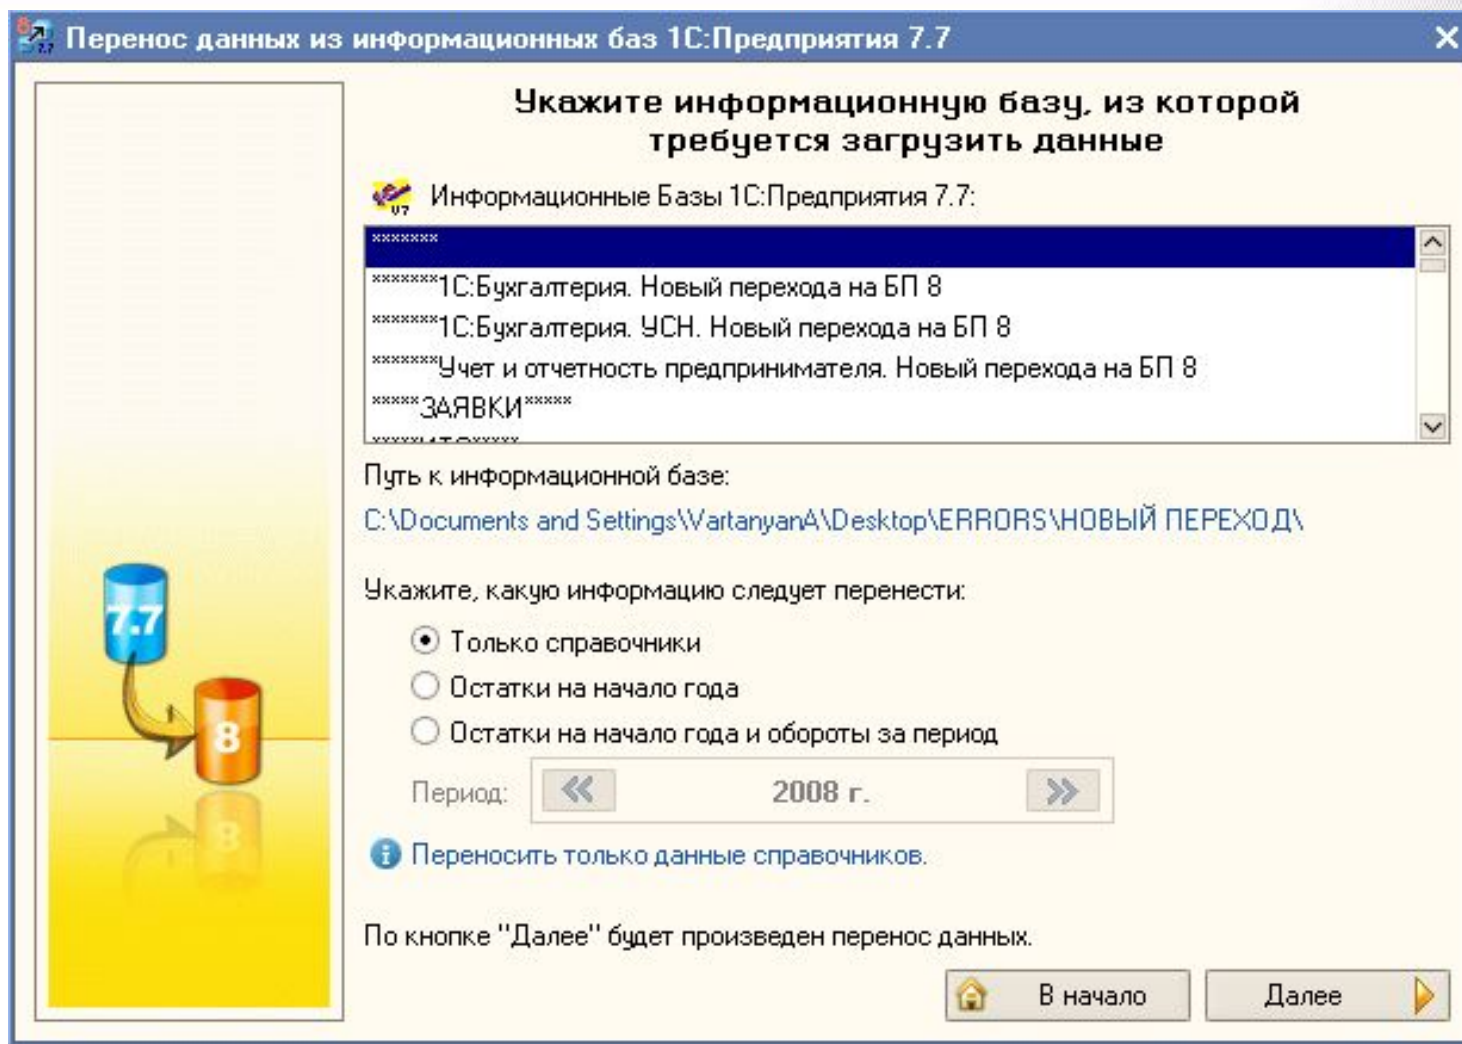 Перенос данных из информационных баз 1С:Предприятия 7.7
Укажите информационную базу, из которой
требуется загрузить данные
V7
Информационные Базы 1С:Предприятия 7.7:
*******
*******1С:Бухгалтерия. Новый перехода на БП 8
*******1С:Бухгалтерия. УСН. Новый перехода на БП 8
*******Учет и отчетность предпринимателя. Новый перехода на БП 8
*****ЗАЯВКИ*****
Путь к информационной базе:
C:\Documents and Settings\VartanyanA\Desktop\ERRORS\НОВЫЙ ПЕРЕХОД\
Укажите, какую информацию следует перенести:
Только справочники
7.7
Остатки на начало года
8
Остатки на начало года и обороты за период
Период: 2008 г.
Переносить только данные справочников.
По кнопке "Далее" будет произведен перенос данных.
В начало Далее